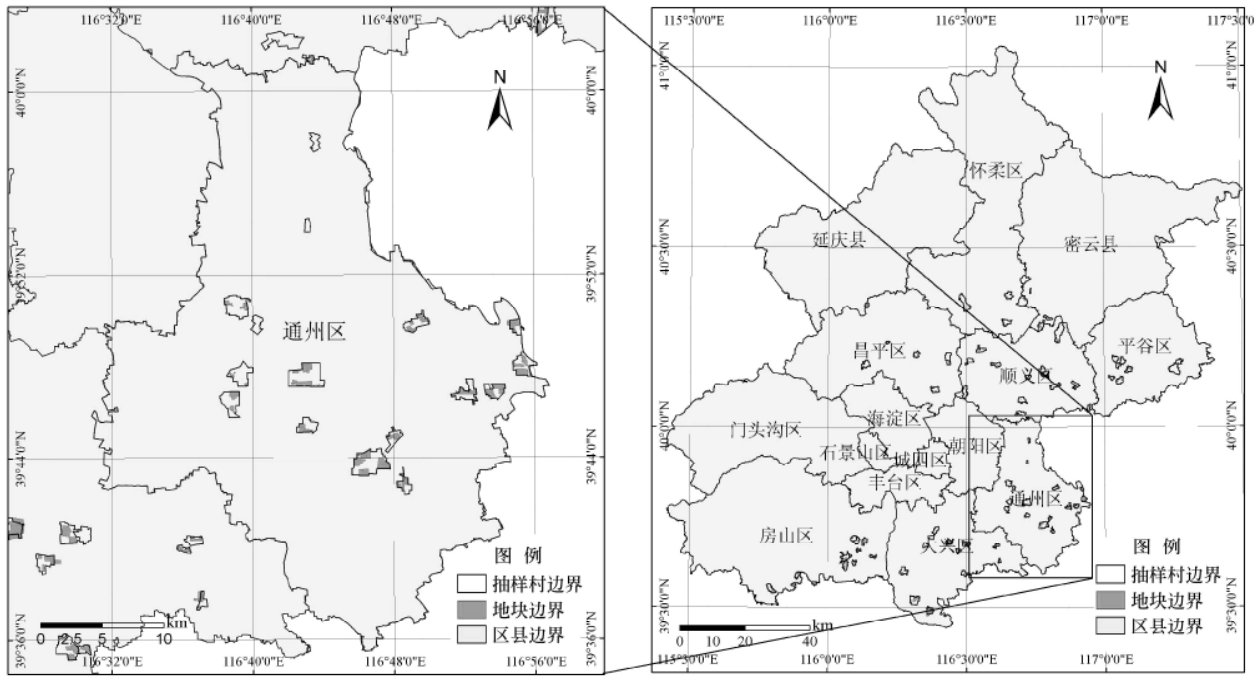 116°32'0"E 116°40'0"E 116°48'0"E 116°56'0"E
40°0'0"N
39°52'0"N
39°44'0"N
39°36'0"N
N
40°0'0"N
39°52'0"N
39°44'0"N
39°36'0"N
通州区
图 例
抽样村边界
地块边界
区县边界
km
0 2.5 5 10
116°32'0"E 116°40'0"E 116°48'0"E 116°56'0"E
115°30'0"E 116°0'0"E 116°30'0"E 117°0'0"E 117°30'0"E
41°0'0"N
40°30'0"N
40°0'0"N
39°30'0"N
N
41°0'0"N
40°30'0"N
40°0'0"N
39°30'0"N
怀柔区
延庆县
密云县
昌平区
平谷区
顺义区
海淀区
门头沟区
朝阳区
石景山区
城四区
丰台区
通州区
房山区
大兴区
图 例
抽样村边界
地块边界
区县边界
km
0 10 20 40
115°30'0"E 116°0'0"E 116°30'0"E 117°0'0"E